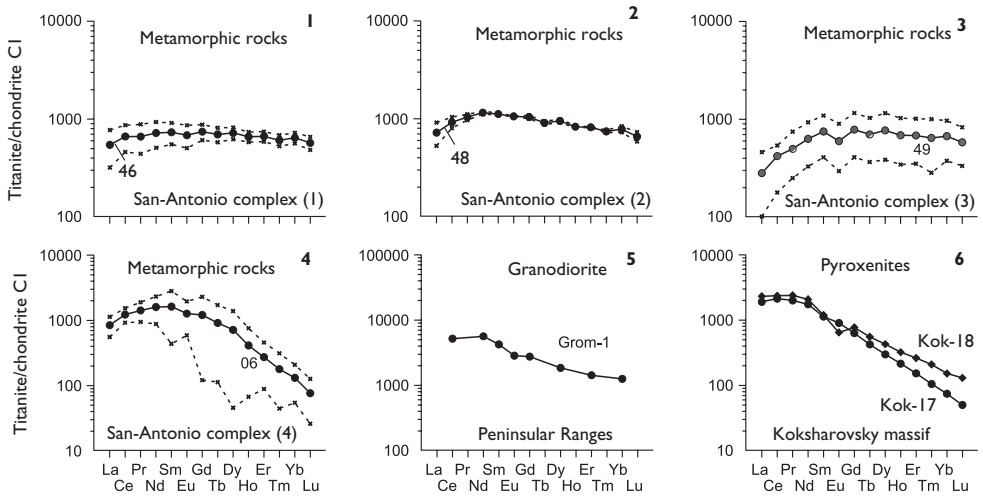 Titanite/chondrite C1
10000
1000
100
1
Metamorphic rocks
46
San-Antonio complex (1)
10000
1000
100
2
Metamorphic rocks
48
San-Antonio complex (2)
10000
1000
100
3
Metamorphic rocks
49
San-Antonio complex (3)
Titanite/chondrite C1
10000
1000
100
10
4
Metamorphic rocks
06
San-Antonio complex (4)
La Pr Sm Gd Dy Er Yb
Ce Nd Eu Tb Ho Tm Lu
100000
10000
1000
100
5
Granodiorite
Grom-1
Peninsular Ranges
La Pr Sm Gd Dy Er Yb
Ce Nd Eu Tb Ho Tm Lu
10000
1000
100
10
6
Pyroxenites
Kok-18
Kok-17
Koksharovsky massif
La Pr Sm Gd Dy Er Yb
Ce Nd Eu Tb Ho Tm Lu